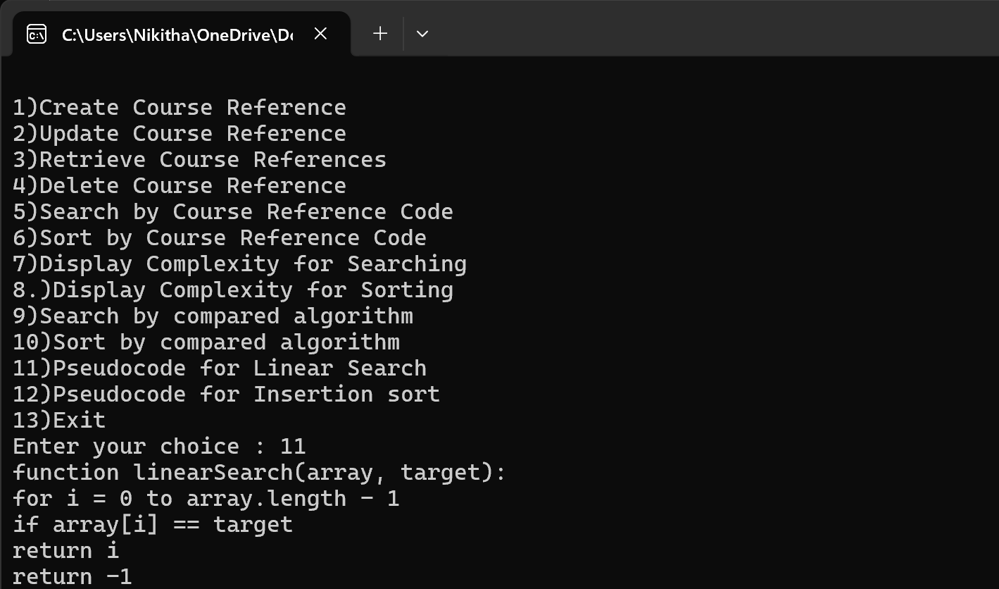 C:\Users\Nikitha\OneDrive\De
1)Create Course Reference
2)Update Course Reference
3)Retrieve Course References
4)Delete Course Reference
5)Search by Course Reference Code
6)Sort by Course Reference Code
7)Display Complexity for Searching
8.)Display Complexity for Sorting
9)Search by compared algorithm
10)Sort by compared algorithm
11)Pseudocode for Linear Search
12)Pseudocode for Insertion sort
13)Exit
Enter your choice : 11
function linearSearch(array, target):
for i = 0 to array.length - 1
if array[i] == target
return i
return -1